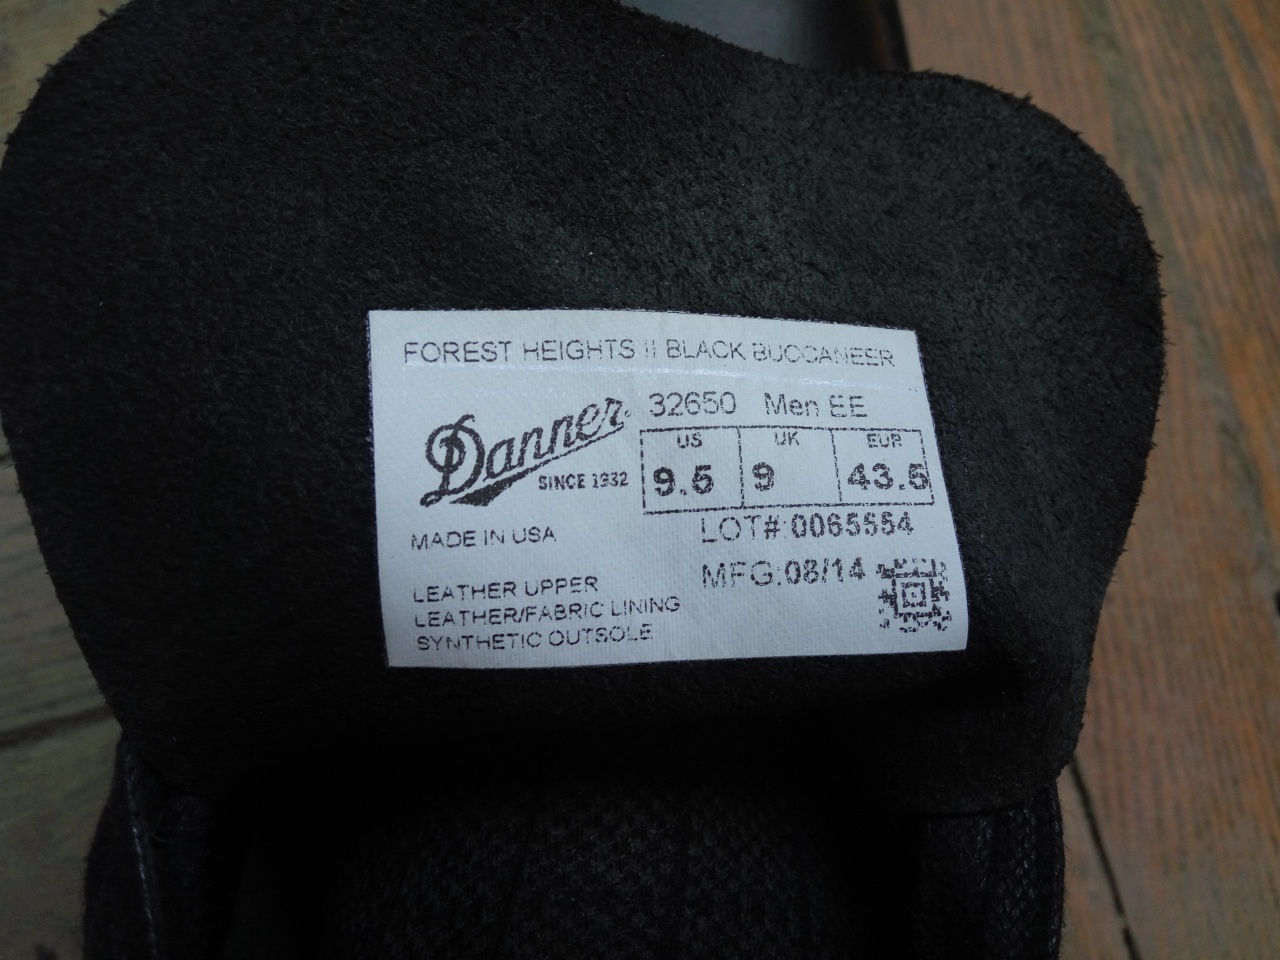 FOREST HEIGHTS II BLACK BUCCANEER
32650 Men EE
Danner
SINCE 1932
US UK EUR
9.5 9 43.5
MADE IN USA
LOT#:0065554
MFG:08/14
LEATHER UPPER
LEATHER/FABRIC LINING
SYNTHETIC OUTSOLE